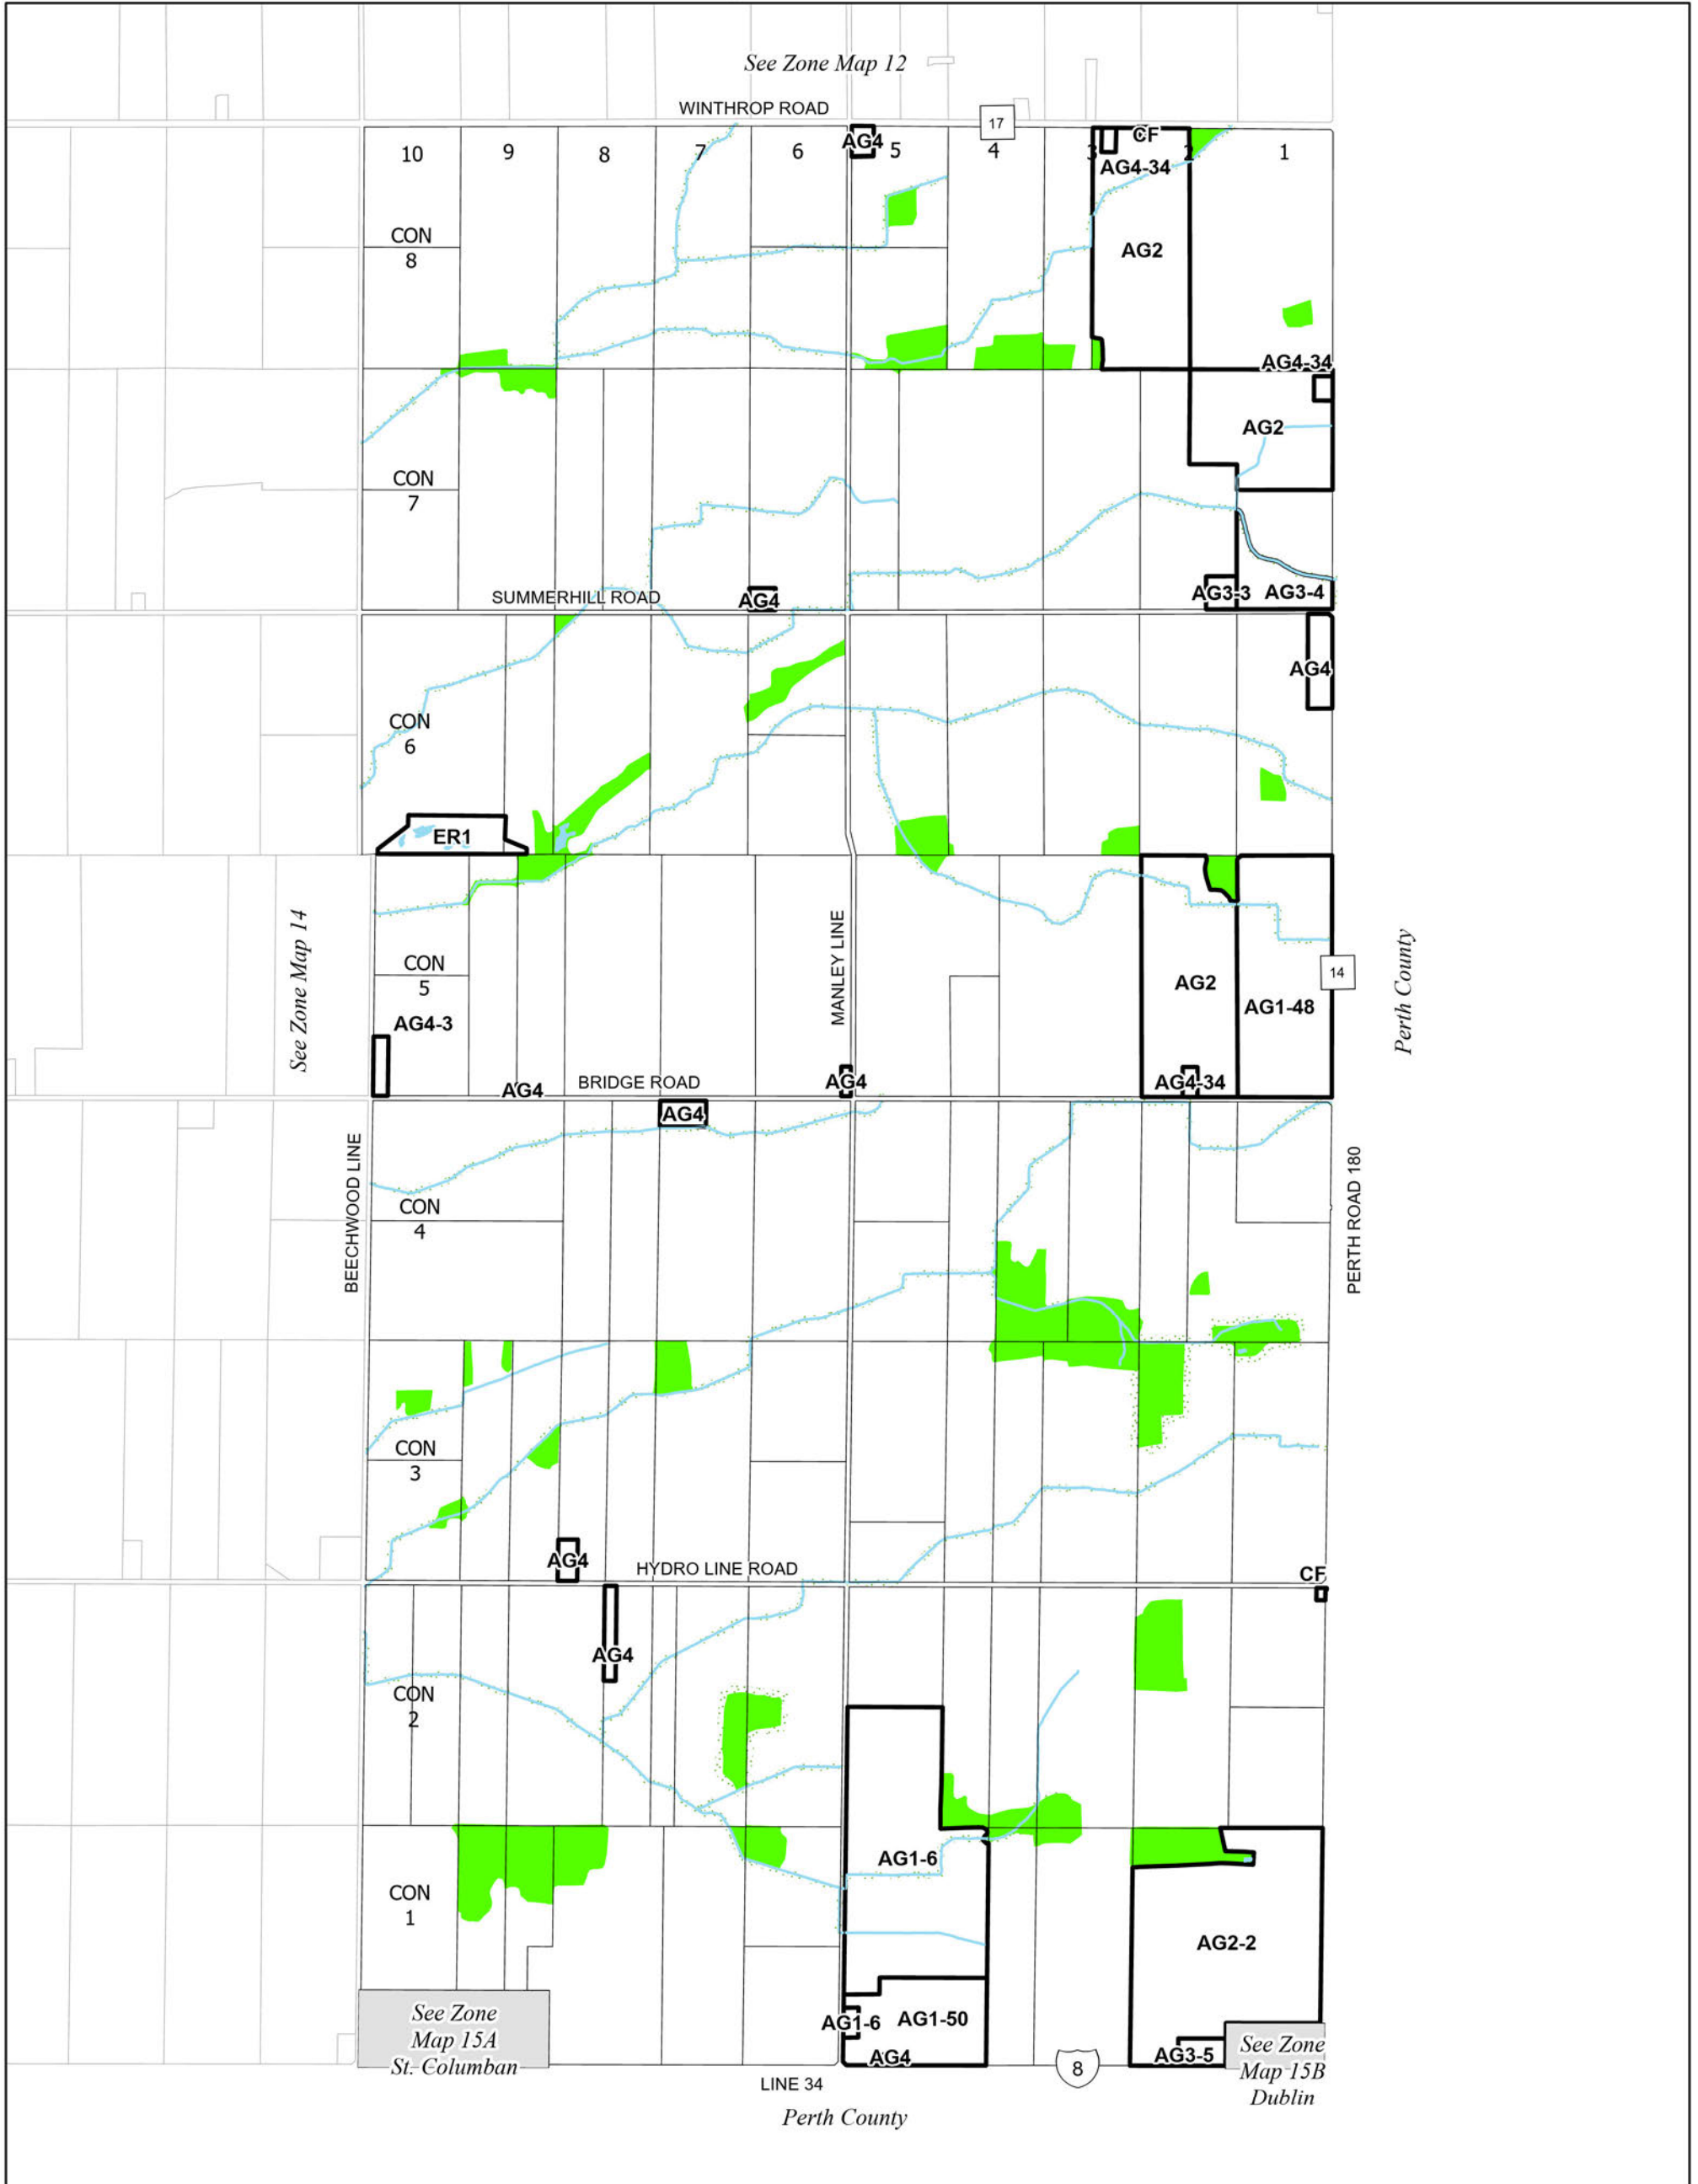 See Zone Map 12
WINTHROP ROAD
17
10
9
8
7
6
AG4
5
4
3
CF
2
1
AG4-34
CON
8
AG2
AG4-34
AG2
CON
7
SUMMERHILL ROAD
AG4
AG3-3
AG3-4
AG4
CON
6
ER1
See Zone Map 14
MANLEY LINE
Perth County
CON
5
AG2
14
AG1-48
AG4-3
AG4
BRIDGE ROAD
AG4
AG4-34
AG4
BEECHWOOD LINE
PERTH ROAD 180
CON
4
CON
3
AG4
HYDRO LINE ROAD
CF
AG4
CON
2
AG1-6
CON
1
AG2-2
See Zone
Map 15A
St. Columban
AG1-6
AG1-50
AG4
8
AG3-5
See Zone
Map 15B
Dublin
LINE 34
Perth County